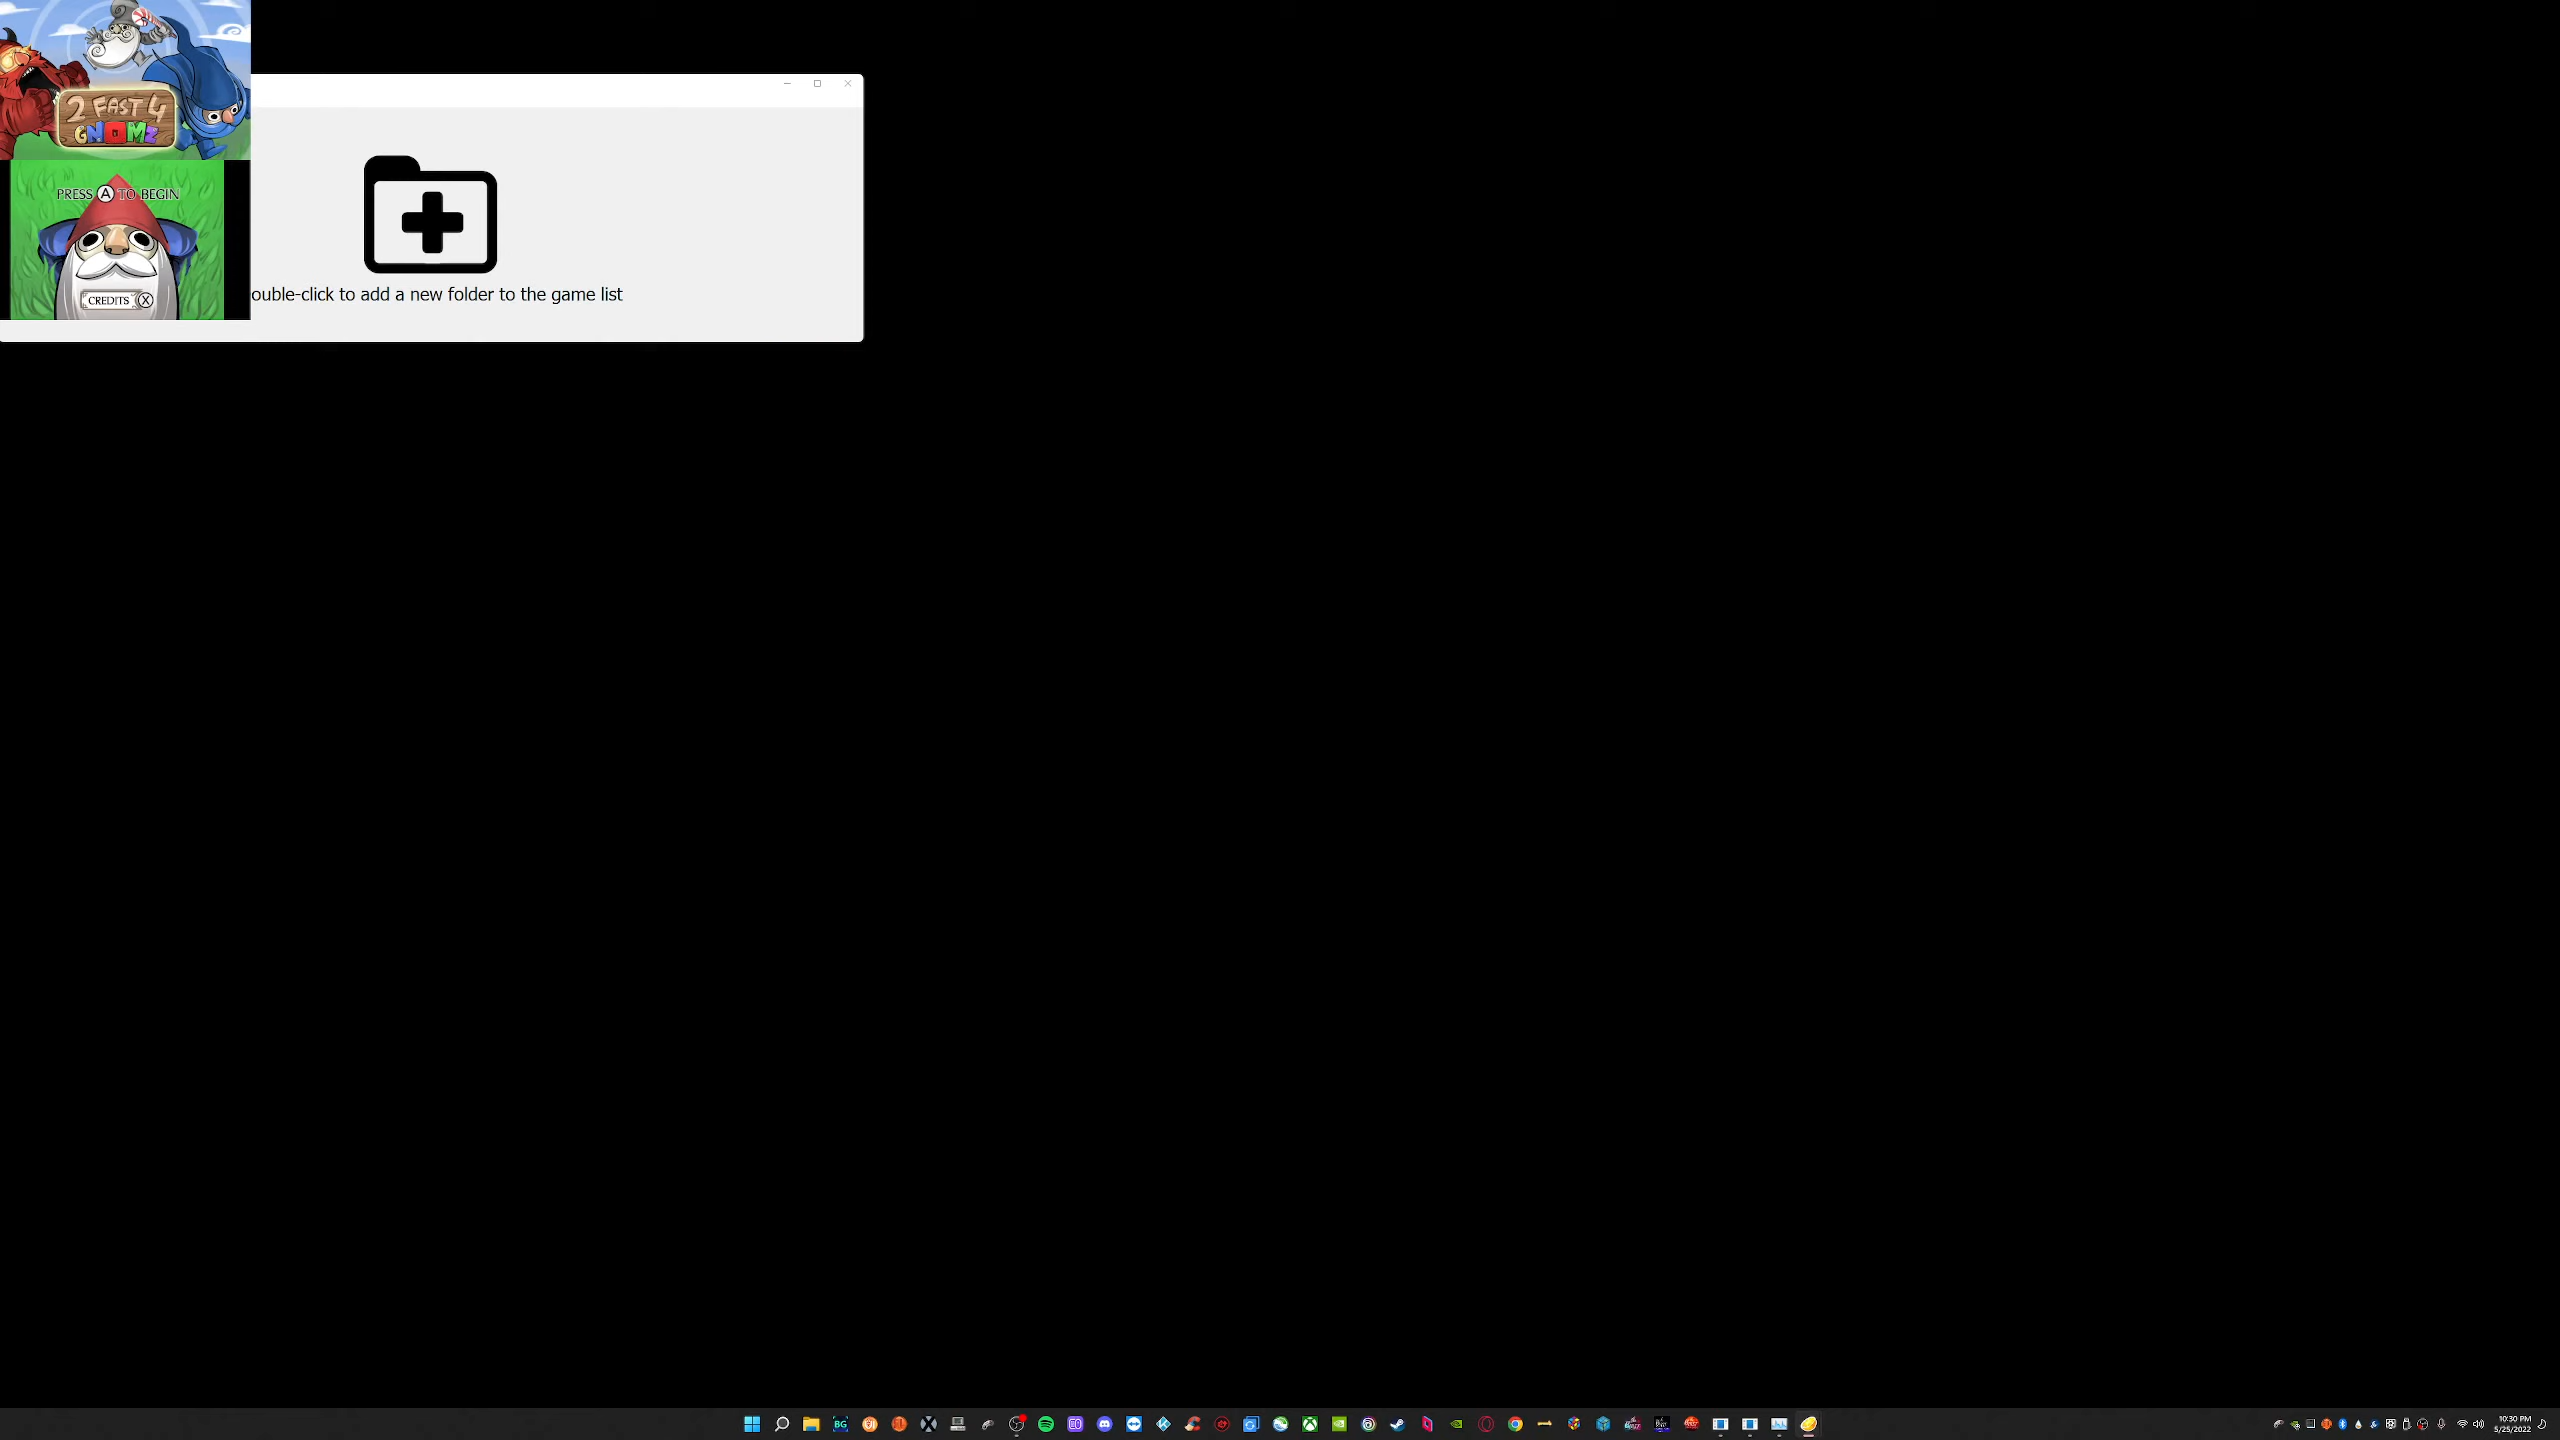 2 FAST 4
GNOMZ
PRESS A TO BEGIN
CREDITS X
ouble-click to add a new folder to the game list
BG
10:30 PM
5/25/2022